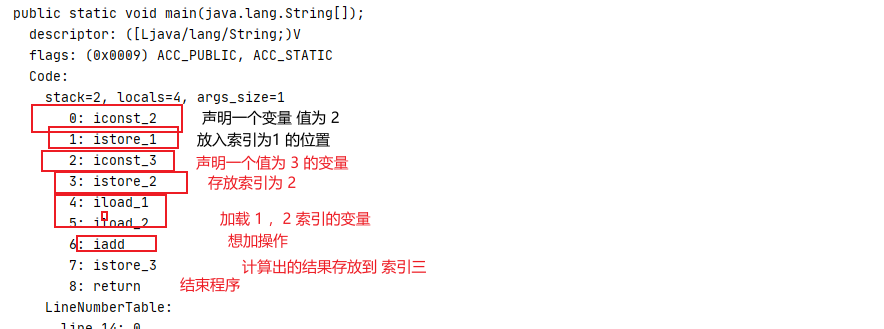 public static void main(java.lang.String[]);
descriptor: ([Ljava/lang/String;)V
flags: (0x0009) ACC_PUBLIC, ACC_STATIC
Code:
stack=2, locals=4, args_size=1
0: iconst_2 声明一个变量 值为 2
1: istore_1 放入索引为1 的位置
2: iconst_3 声明一个值为 3 的变量
3: istore_2 存放索引为 2
4: iload_1
5: iload_2 加载 1 ，2 索引的变量
6: iadd 想加操作
7: istore_3 计算出的结果存放到 索引三
8: return 结束程序
LineNumberTable:
line 14: 0